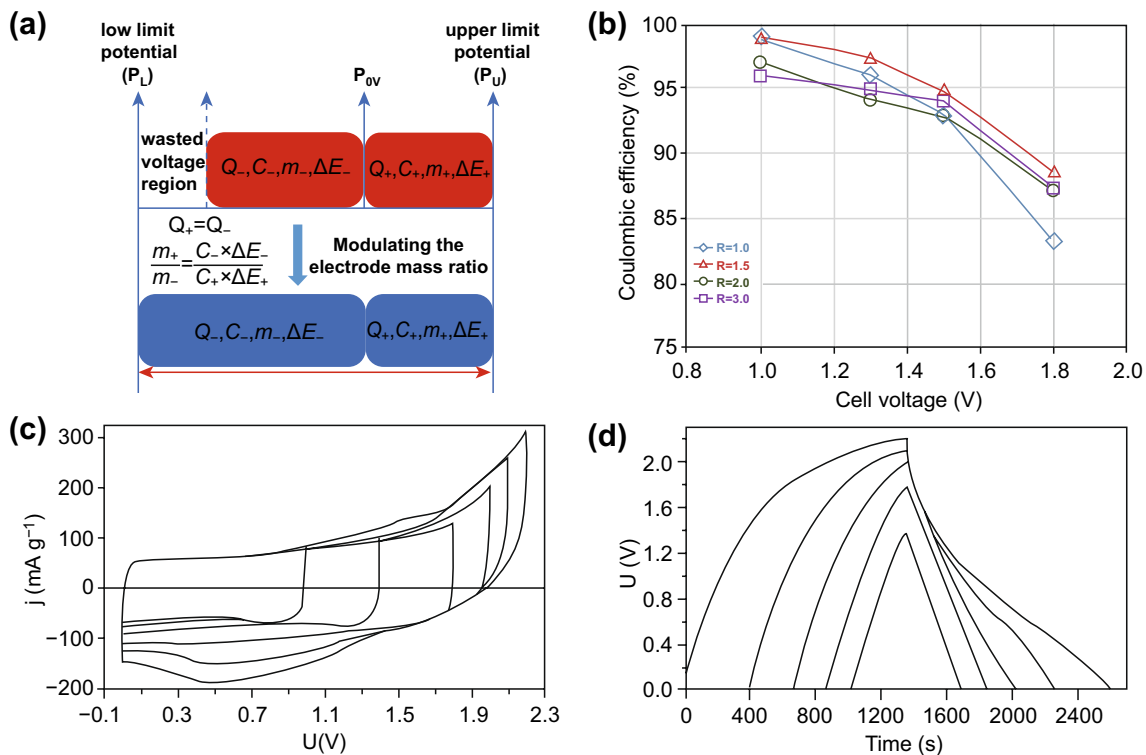 (a)
low limit
potential
(P_L)
P_0V
upper limit
potential
(P_U)
wasted
voltage
region
Q₋,C₋,m₋,ΔE₋
Q₊,C₊,m₊,ΔE₊
Q₊=Q₋
m₊/m₋=C₋×ΔE₋/C₊×ΔE₊
Modulating the
electrode mass ratio
Q₋,C₋,m₋,ΔE₋
Q₊,C₊,m₊,ΔE₊
(b)
Coulombic efficiency (%)
100
95
90
85
80
75
R=1.0
R=1.5
R=2.0
R=3.0
0.8
1.0
1.2
1.4
1.6
1.8
2.0
Cell voltage (V)
(c)
j (mA g⁻¹)
300
200
100
0
−100
−200
−0.1
0.3
0.7
1.1
1.5
1.9
2.3
U(V)
(d)
U (V)
2.0
1.6
1.2
0.8
0.4
0.0
0
400
800
1200
1600
2000
2400
Time (s)